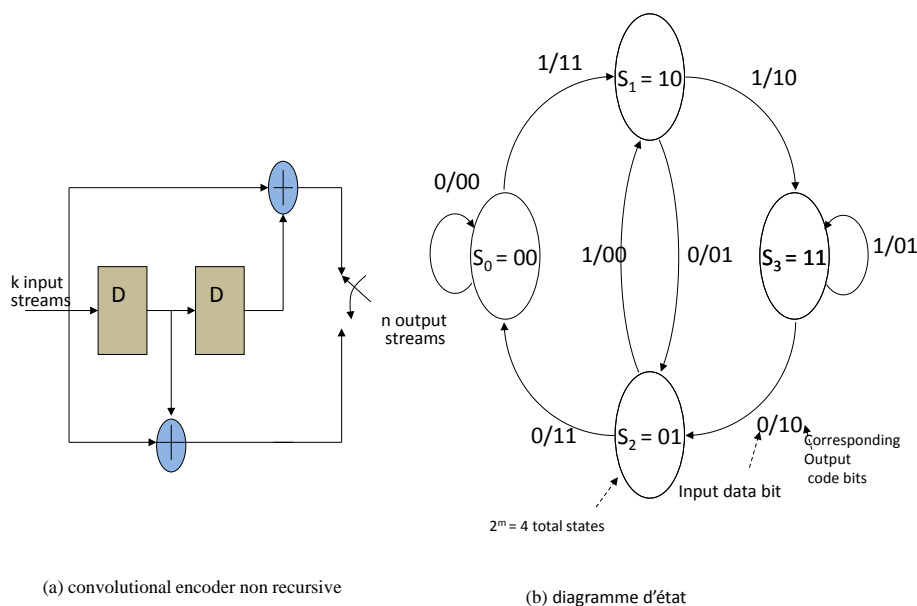 k input
streams
D
D
n output
streams
(a) convolutional encoder non recursive
1/11
S₁ = 10
1/10
0/00
S₀ = 00
1/00
0/01
S₃ = 11
1/01
0/11
S₂ = 01
0/10
Corresponding
Output
code bits
Input data bit
2ᵐ = 4 total states
(b) diagramme d'état